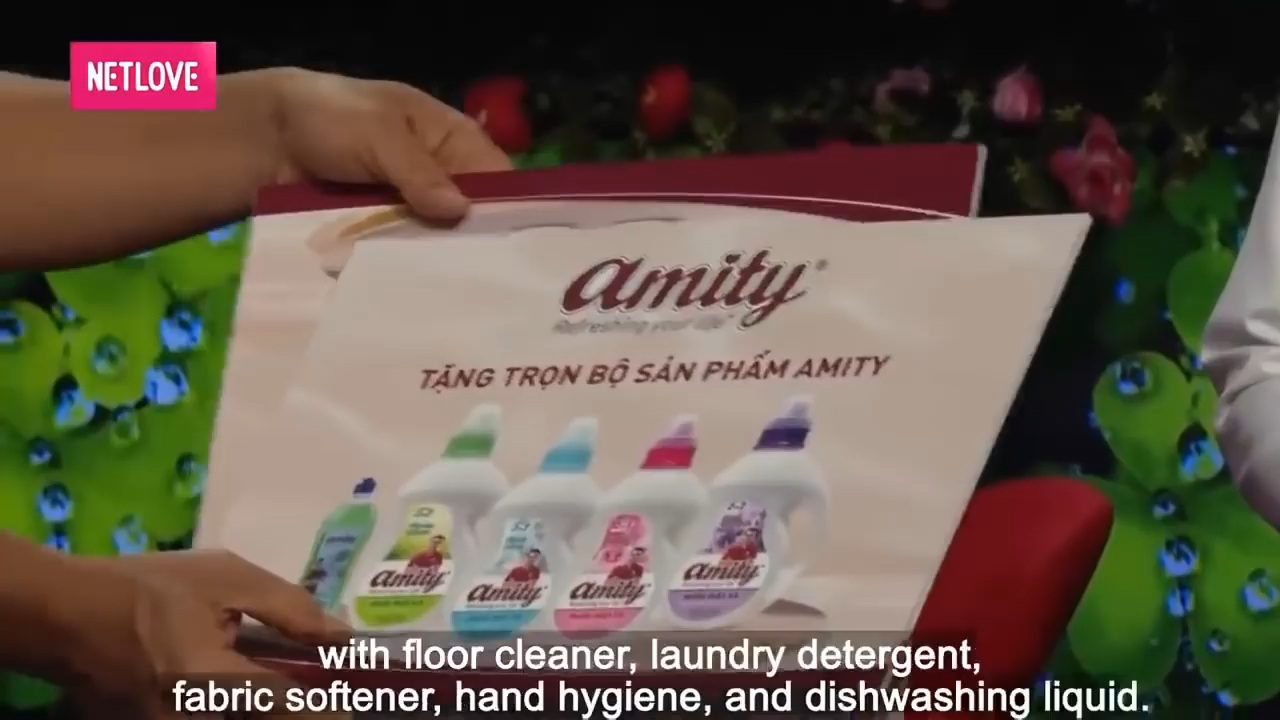 NETLOVE
amity®
Refreshing your life
TẶNG TRỌN BỘ SẢN PHẨM AMITY
amity
amity
amity
amity
with floor cleaner, laundry detergent,
fabric softener, hand hygiene, and dishwashing liquid.